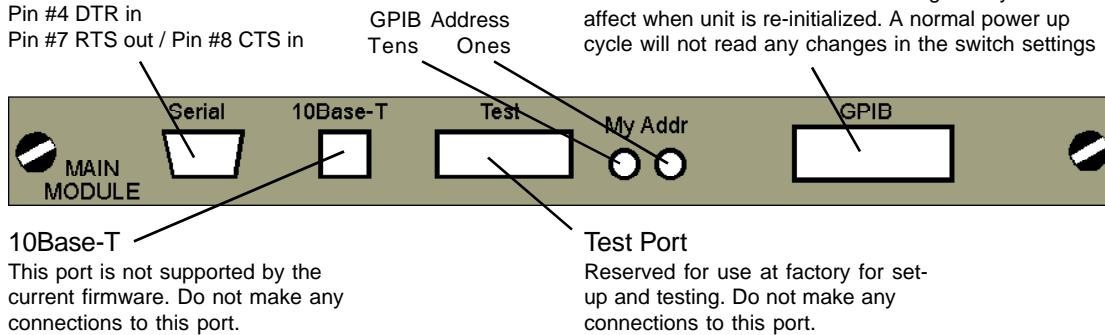 Pin #4 DTR in
Pin #7 RTS out / Pin #8 CTS in
GPIB Address
Tens Ones
affect when unit is re-initialized. A normal power up
cycle will not read any changes in the switch settings
Serial
10Base-T
Test
My Addr
GPIB
MAIN
MODULE
10Base-T
This port is not supported by the
current firmware. Do not make any
connections to this port.
Test Port
Reserved for use at factory for set-
up and testing. Do not make any
connections to this port.